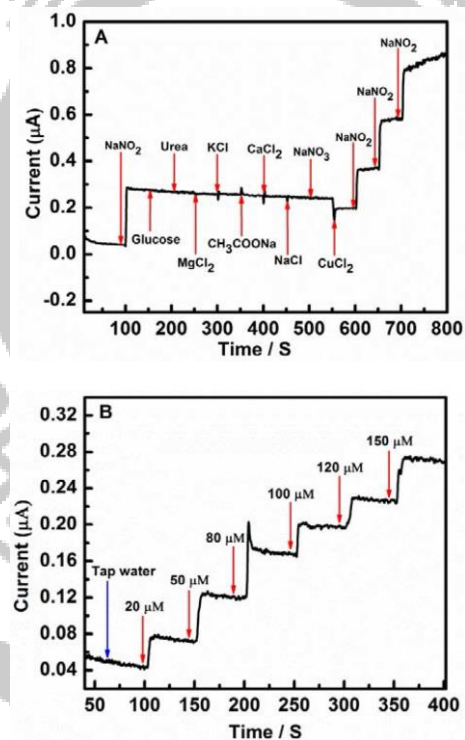 A
Current (µA)
0.8
0.6
0.4
0.2
0.0
-0.2
NaNO2
Urea
KCl
CaCl2
NaNO3
NaNO2
NaNO2
NaNO2
Glucose
MgCl2
CH3COONa
NaCl
CuCl2
100 200 300 400 500 600 700 800
Time / S
B
Current (µA)
0.32
0.28
0.24
0.20
0.16
0.12
0.08
0.04
Tap water
20 µM
50 µM
80 µM
100 µM
120 µM
150 µM
50 100 150 200 250 300 350 400
Time / S